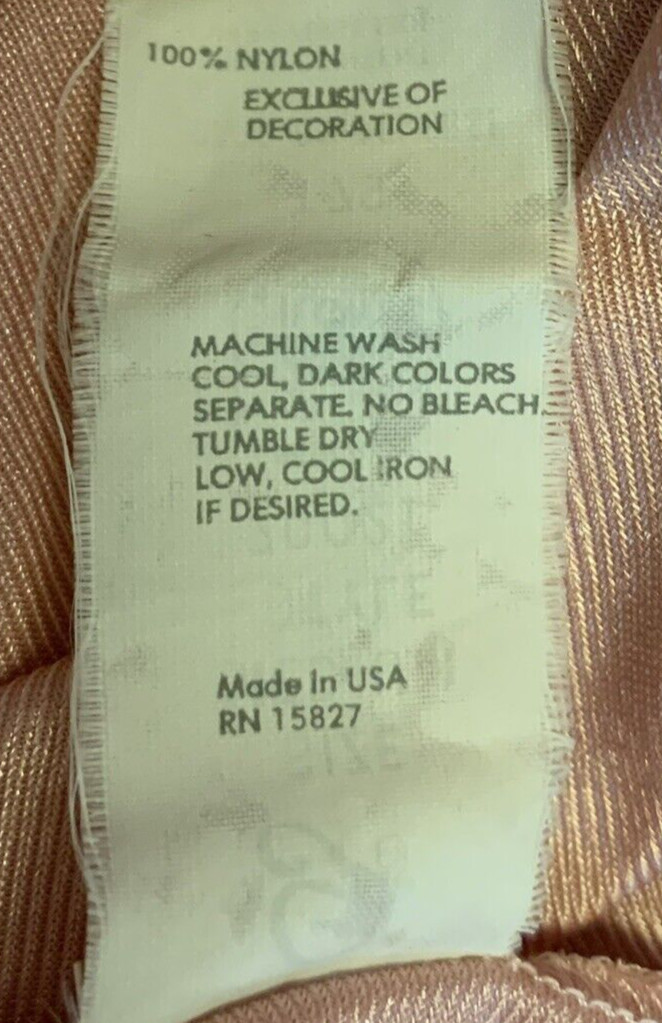 100% NYLON
EXCLUSIVE OF
DECORATION
MACHINE WASH
COOL, DARK COLORS
SEPARATE. NO BLEACH.
TUMBLE DRY
LOW, COOL IRON
IF DESIRED.
Made In USA
RN 15827